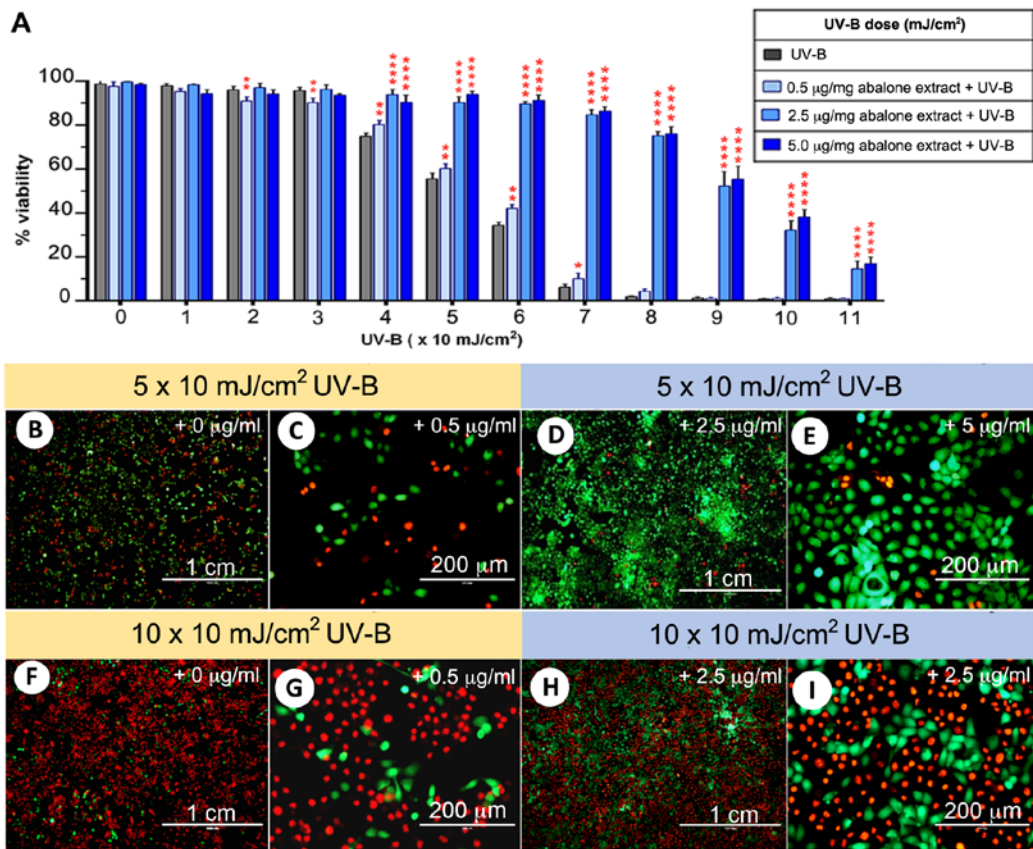 A
UV-B dose (mJ/cm²)
UV-B
0.5 µg/mg abalone extract + UV-B
2.5 µg/mg abalone extract + UV-B
5.0 µg/mg abalone extract + UV-B
% viability
100
80
60
40
20
0
** ** ** **** **** ** **** **** ** **** **** * **** **** **** **** **** **** **** **** **** ****
0 1 2 3 4 5 6 7 8 9 10 11
UV-B ( x 10 mJ/cm²)
5 x 10 mJ/cm² UV-B
5 x 10 mJ/cm² UV-B
B + 0 µg/ml
1 cm
C + 0.5 µg/ml
200 µm
D + 2.5 µg/ml
1 cm
E + 5 µg/ml
200 µm
10 x 10 mJ/cm² UV-B
10 x 10 mJ/cm² UV-B
F + 0 µg/ml
1 cm
G + 0.5 µg/ml
200 µm
H + 2.5 µg/ml
1 cm
I + 2.5 µg/ml
200 µm